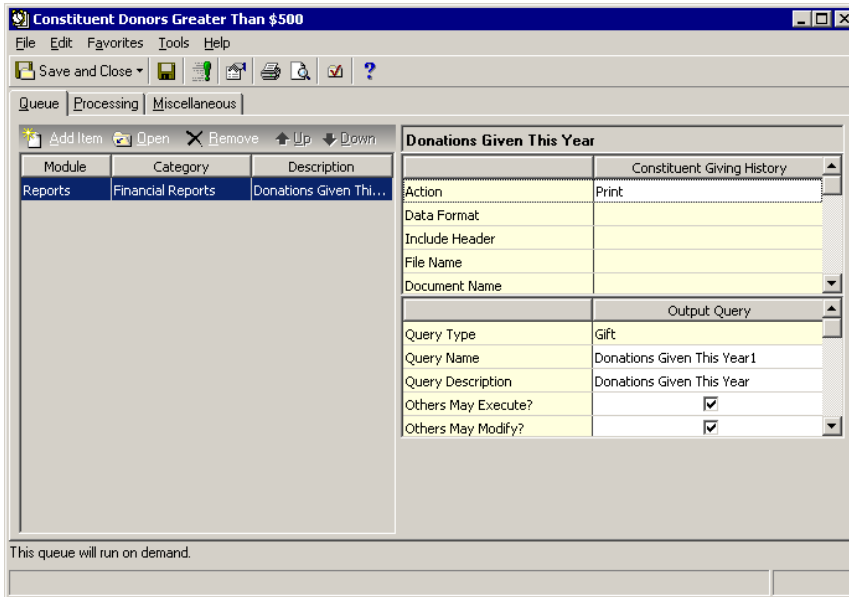 Constituent Donors Greater Than $500
File Edit Favorites Tools Help
Save and Close
Queue Processing Miscellaneous
Add Item Open Remove Up Down
Module Category Description
Reports Financial Reports Donations Given Thi...
Donations Given This Year
Constituent Giving History
Action Print
Data Format
Include Header
File Name
Document Name
Output Query
Query Type Gift
Query Name Donations Given This Year1
Query Description Donations Given This Year
Others May Execute?
Others May Modify?
This queue will run on demand.